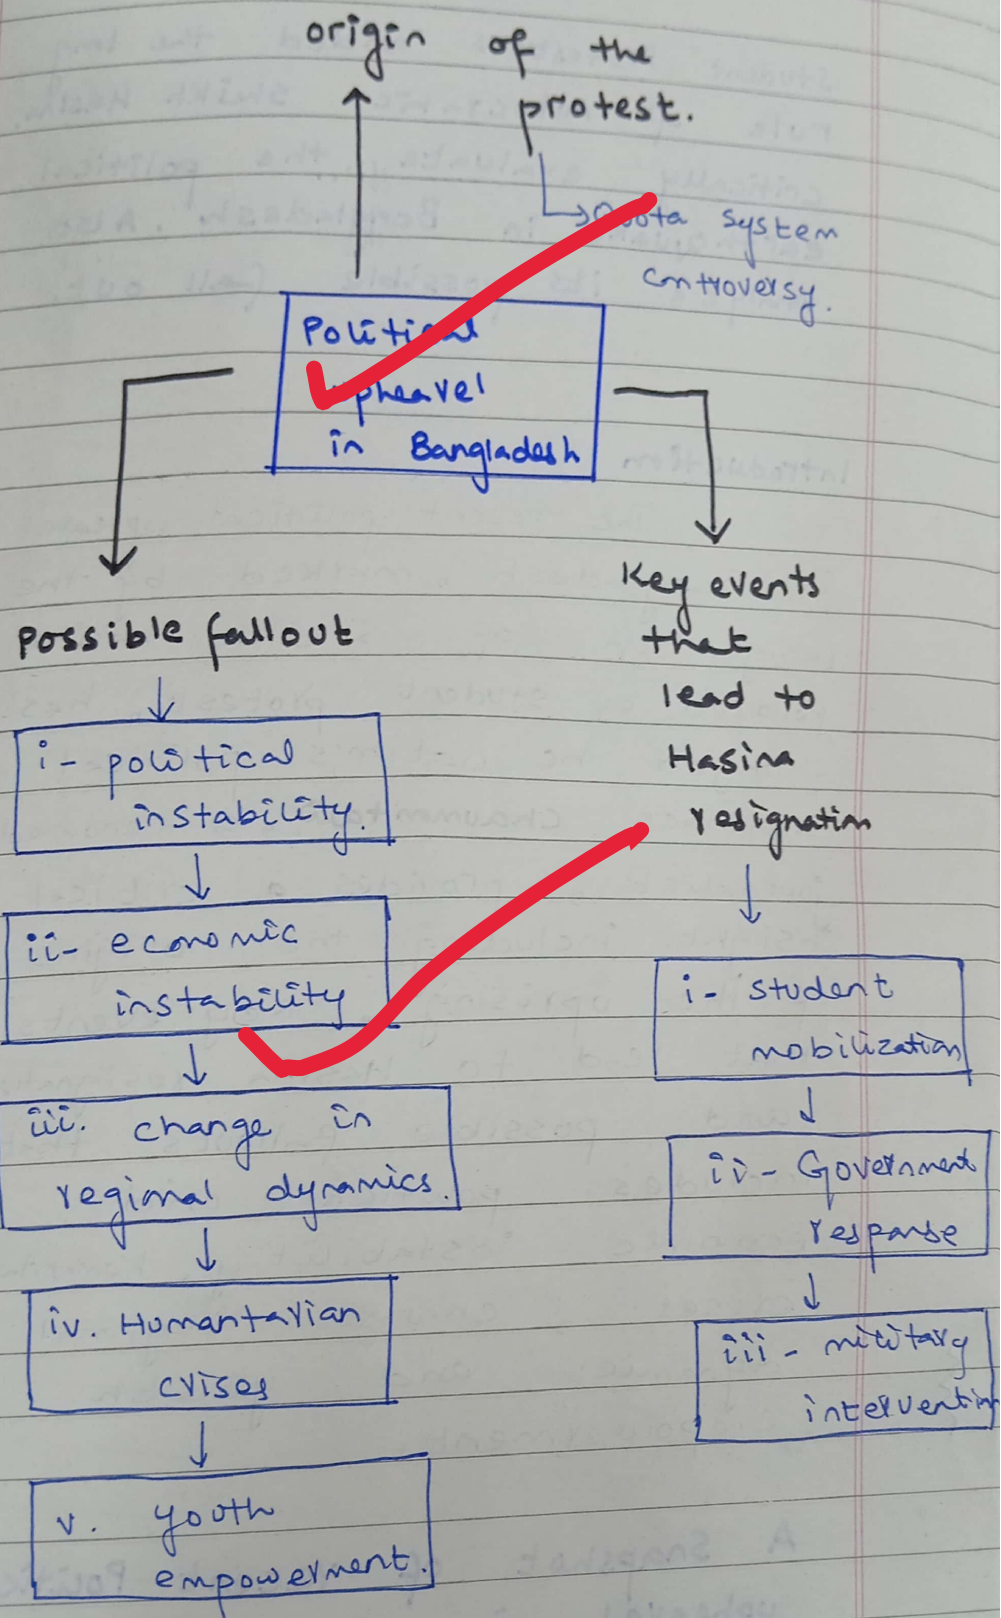 origin of the
protest.
Quota system
controversy.
Political
upheavel
in Bangladesh
Possible fallout
i- political
instability.
ii- economic
instability
iii. change in
regional dynamics.
iv. Humantarian
crises
v. youth
empowerment.
Key events
that
lead to
Hasina
resignation
i- student
mobilization
ii- Government
response
iii- military
intervention